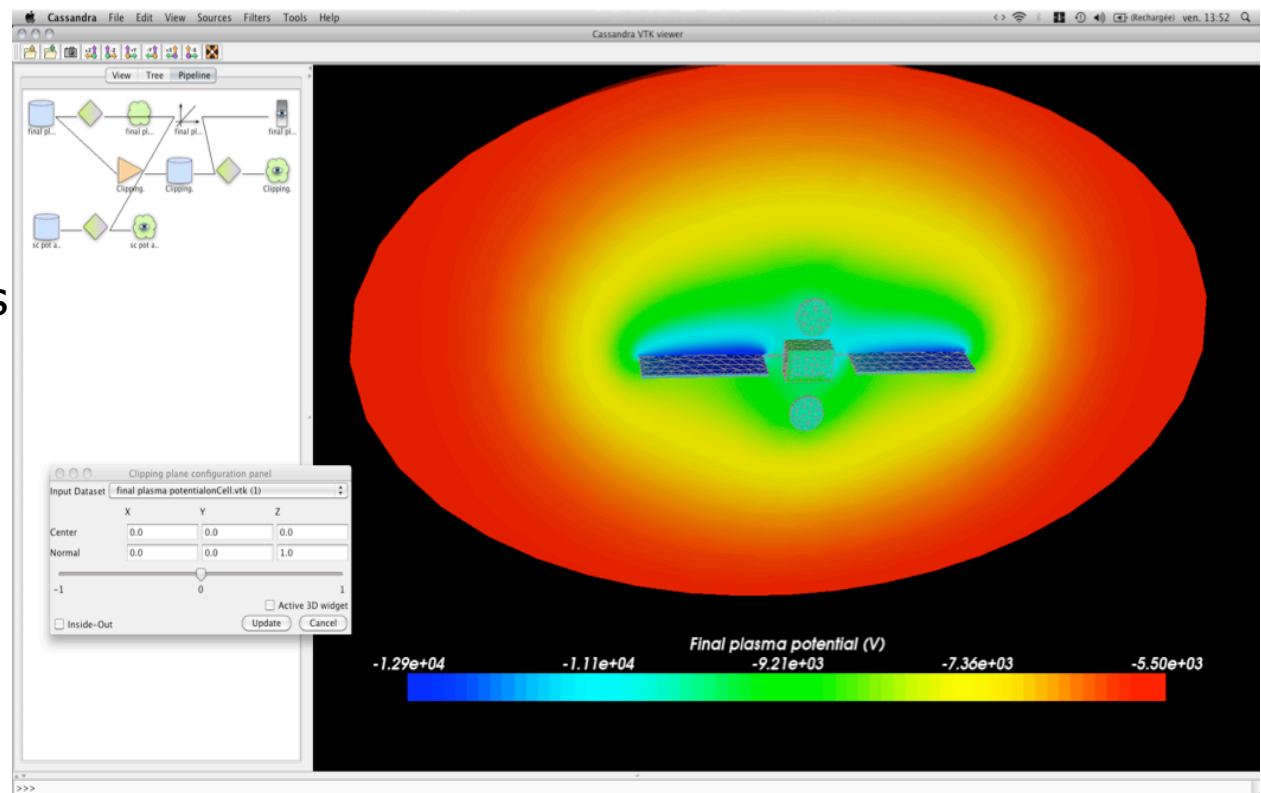 Cassandra File Edit View Sources Filters Tools Help (Rechargée) ven. 13:52
Cassandra VTK viewer
View Tree Pipeline
final pl... final pl... final pl... final pl...
Clipping. Clipping. Clipping.
sc pot a.. sc pot a..
s
Clipping plane configuration panel
Input Dataset final plasma potentialonCell.vtk (1)
X Y Z
Center 0.0 0.0 0.0
Normal 0.0 0.0 1.0
-1 0 1
Active 3D widget
Inside-Out Update Cancel
Final plasma potential (V)
-1.29e+04 -1.11e+04 -9.21e+03 -7.36e+03 -5.50e+03
>>>